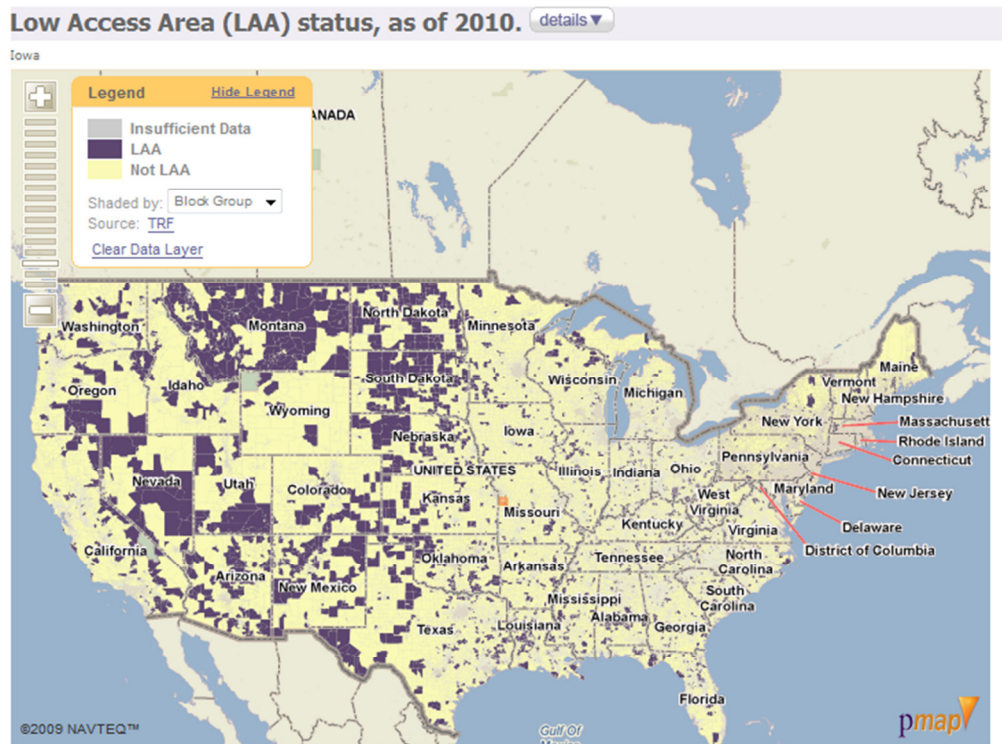 Low Access Area (LAA) status, as of 2010. details▼
Iowa
Legend Hide Legend
Insufficient Data
LAA
Not LAA
Shaded by: Block Group
Source: TRF
Clear Data Layer
ANADA
Washington
Montana
North Dakota
Minnesota
Oregon
Idaho
South Dakota
Wisconsin
Michigan
Maine
Vermont
New Hampshire
Wyoming
New York
Massachusett
Nebraska
Iowa
Rhode Island
Pennsylvania
Connecticut
Nevada
Utah
Colorado
UNITED STATES
Illinois
Indiana
Ohio
Kansas
Missouri
West
Virginia
Maryland
New Jersey
Kentucky
Virginia
Delaware
California
District of Columbia
Arizona
New Mexico
Oklahoma
Arkansas
Tennessee
North
Carolina
Mississippi
South
Carolina
Texas
Louisiana
Alabama
Georgia
Florida
Gulf Of
Mexico
©2009 NAVTEQ™
pmap